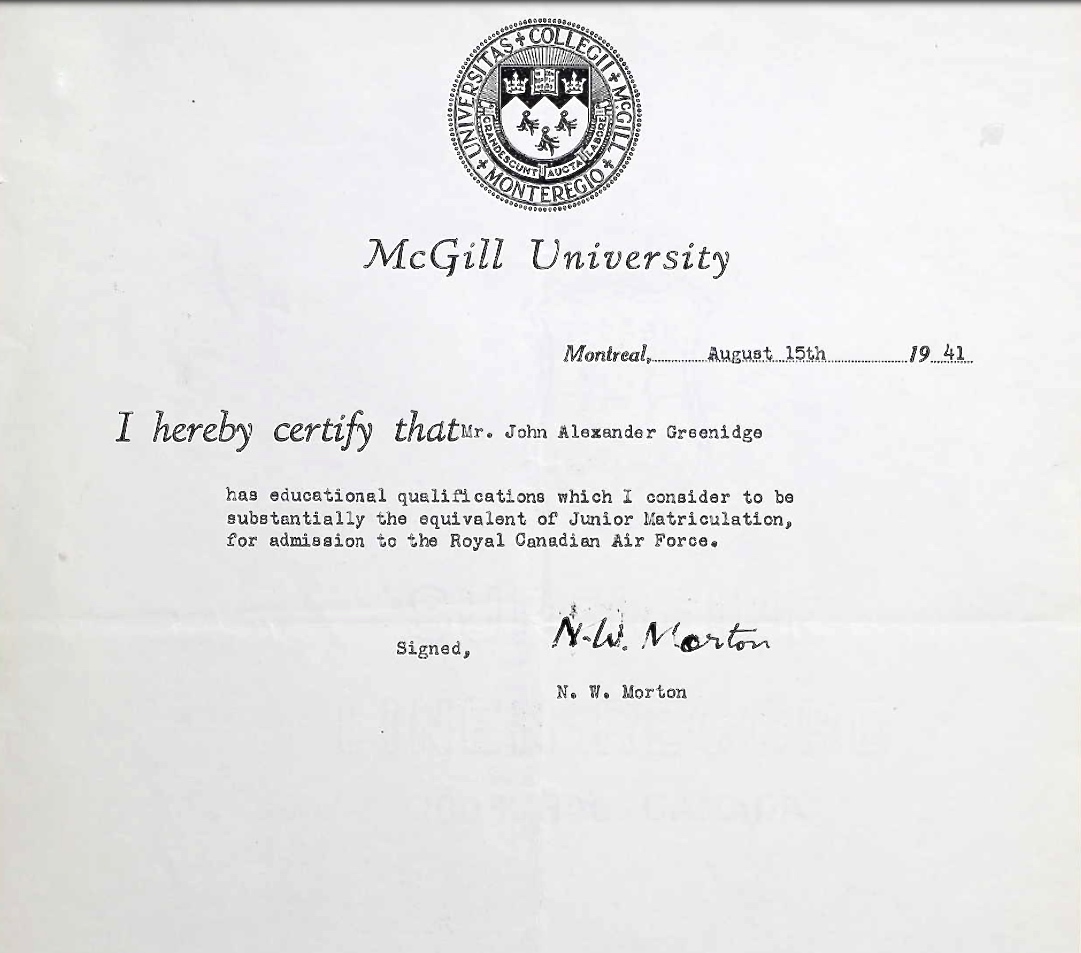 UNIVERSITAS ✦ COLLEGII ✦ McGILL ✦ MONTEREGIO ✦
GRANDESCUNT AUCTA LABORE
McGill University
Montreal, August 15th 19 41
I hereby certify that Mr. John Alexander Greenidge
has educational qualifications which I consider to be
substantially the equivalent of Junior Matriculation,
for admission to the Royal Canadian Air Force.
Signed, N.W. Morton
N. W. Morton